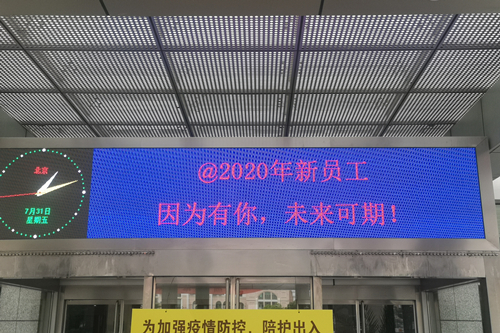 @2020年新员工
因为有你，未来可期！
北京
7月31日
星期五
为加强疫情防控，陪护出入